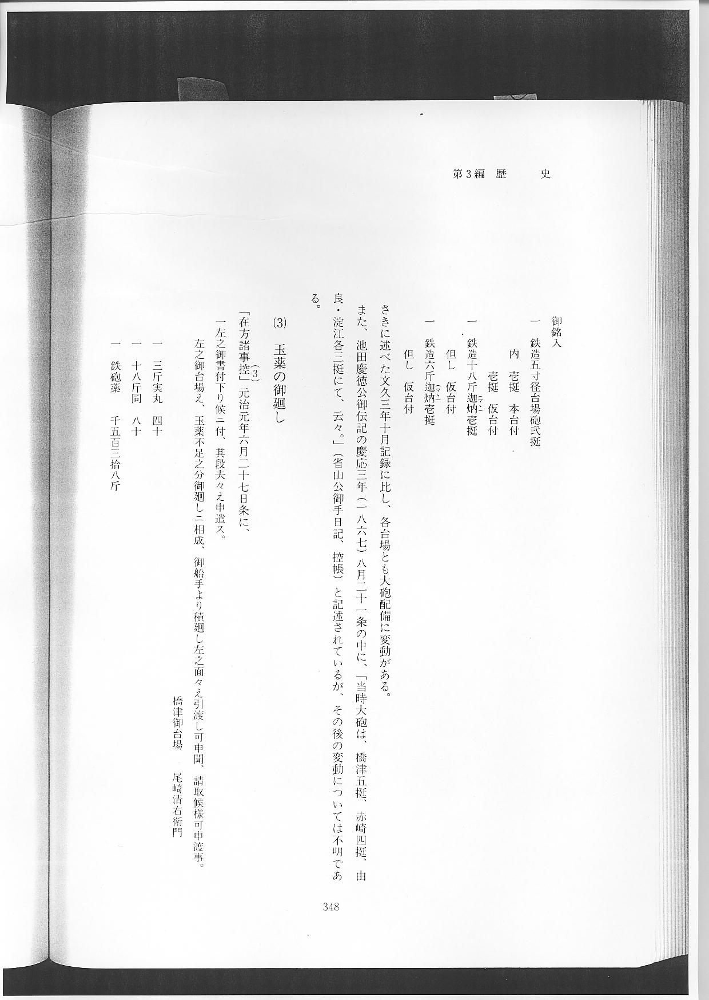 第3編　歴　史
御銘入
一　鉄造五寸径台場砲弐挺
内　壱挺　本台付
壱挺　仮台付
一　鉄造十八斤迦炳(マン)壱挺
但し　仮台付
一　鉄造六斤迦炳(マン)壱挺
但し　仮台付
さきに述べた文久三年十月記録に比し、各台場とも大砲配備に変動がある。
また、池田慶徳公御伝記の慶応三年(一八六七)八月二十一条の中に、「当時大砲は、橋津五挺、赤崎四挺、由
良・淀江各三挺にて、云々。」(省山公御手日記、控帳)と記述されているが、その後の変動については不明であ
る。
(3)　玉薬の御廻し
「在方諸事控」(3)元治元年六月二十七日条に、
一左之御書付下り候ニ付、其段夫々え申遣ス。
左之御台場え、玉薬不足之分御廻しニ相成、御船手より積廻し左之面々え引渡し可申聞、請取候様可申渡事。
橋津御台場　尾崎清右衛門
一　三斤実丸　四十
一　十八斤同　八十
一　鉄砲薬　千五百三拾八斤
348